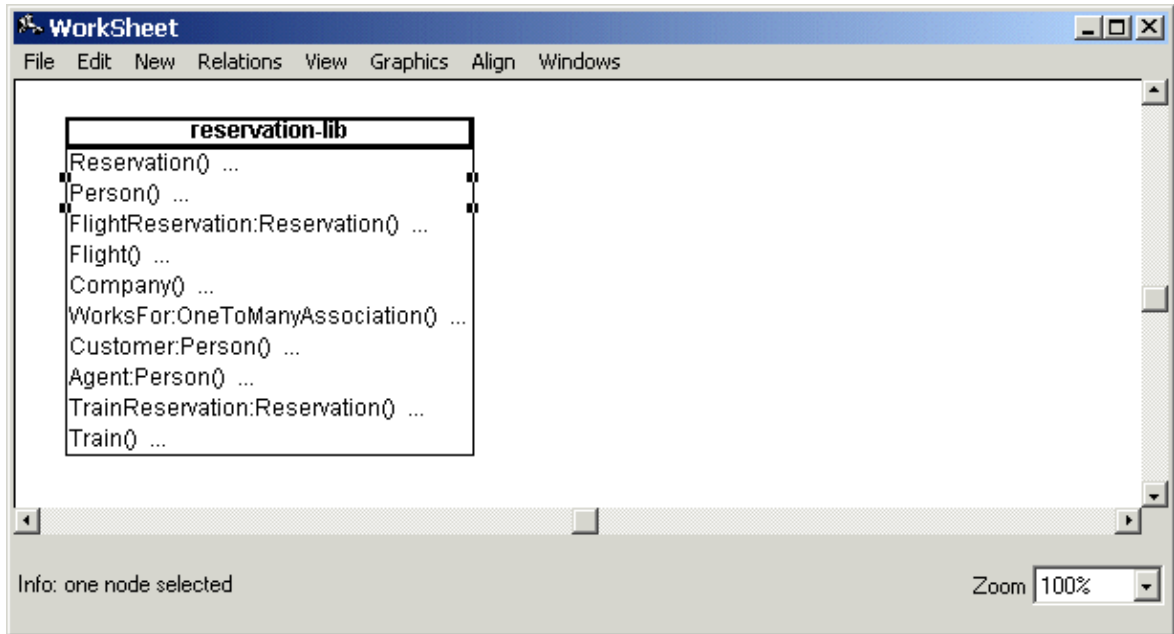 WorkSheet
File Edit New Relations View Graphics Align Windows
reservation-lib
Reservation() ...
Person() ...
FlightReservation:Reservation() ...
Flight() ...
Company() ...
WorksFor:OneToManyAssociation() ...
Customer:Person() ...
Agent:Person() ...
TrainReservation:Reservation() ...
Train() ...
Info: one node selected Zoom 100%